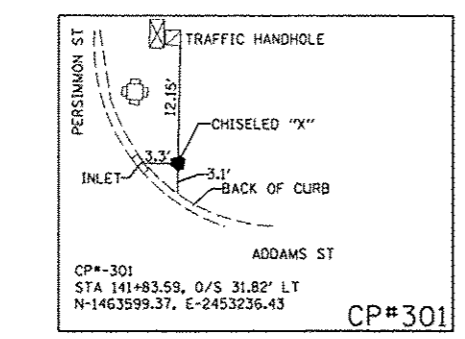 PERSIMMON ST
TRAFFIC HANDHOLE
12.15'
CHISELED "X"
3.3'
INLET
3.1'
BACK OF CURB
ADDAMS ST
CP#-301
STA 141+83.59, O/S 31.82' LT
N-1463599.37, E-2453236.43
CP#301